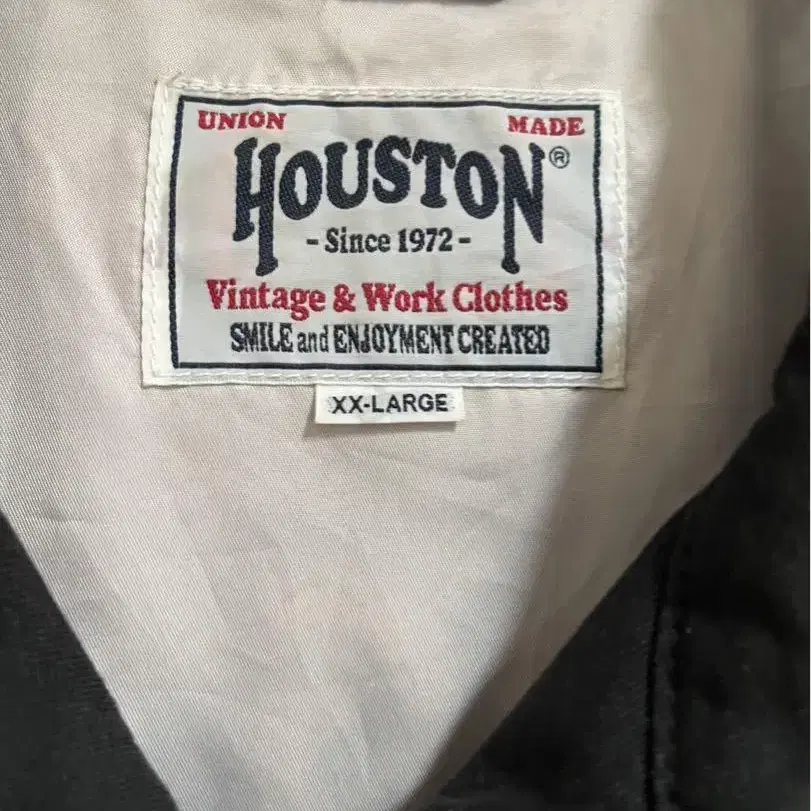 UNION MADE
HOUSTON®
- Since 1972 -
Vintage & Work Clothes
SMILE and ENJOYMENT CREATED
XX-LARGE